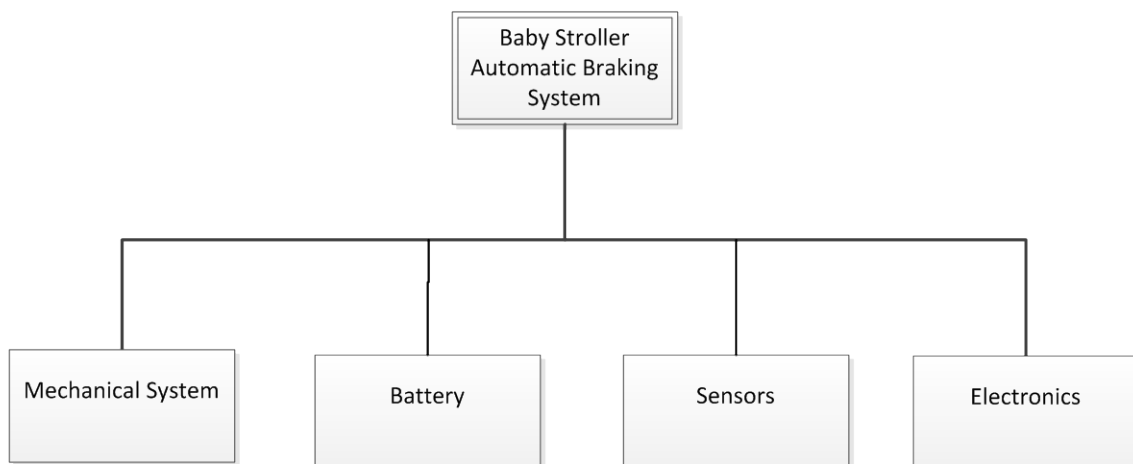 Baby Stroller
Automatic Braking
System
Mechanical System
Battery
Sensors
Electronics